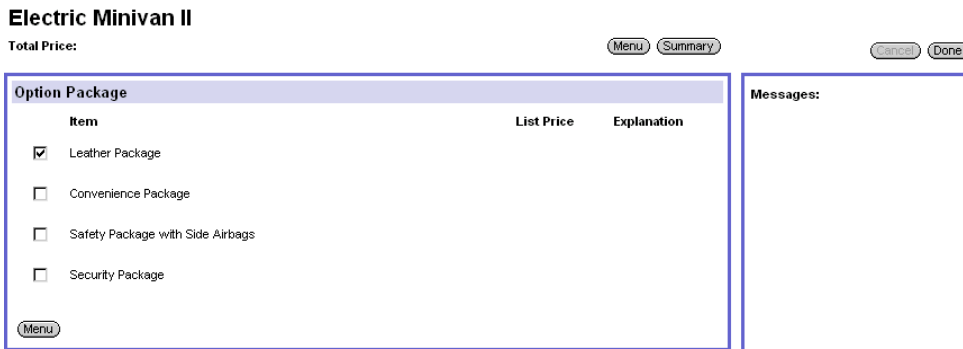 Electric Minivan II
Total Price:
Menu Summary
Cancel Done
Option Package
Item List Price Explanation
Leather Package
Convenience Package
Safety Package with Side Airbags
Security Package
Menu
Messages: